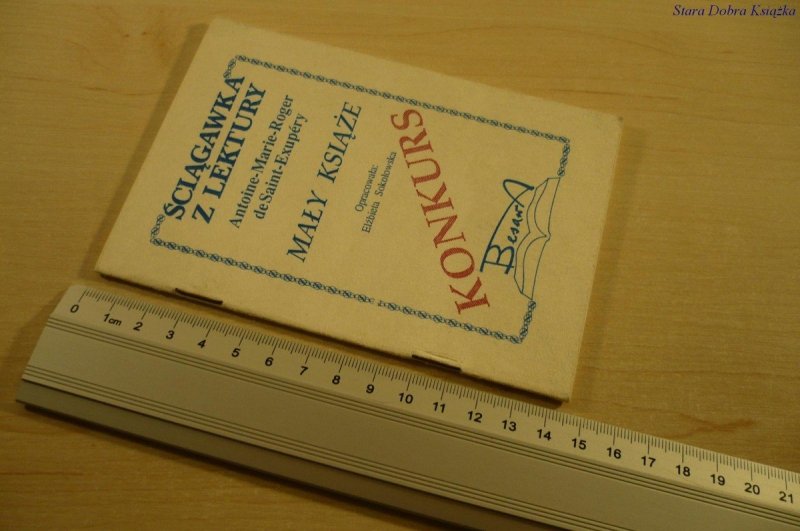 Stara Dobra Książka
ŚCIĄGAWKA
Z LEKTURY
Antoine-Marie-Roger
de Saint-Exupéry
MAŁY KSIĄŻE
Opracowała:
Elżbieta Sokołowska
KONKURS
BesartA
0 1cm 2 3 4 5 6 7 8 9 10 11 12 13 14 15 16 17 18 19 20 21